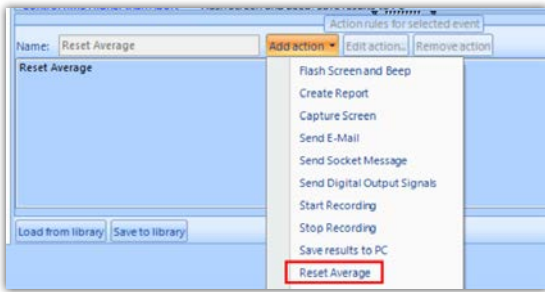 Action rules for selected event
Name: Reset Average Add action Edit action... Remove action
Reset Average
Flash Screen and Beep
Create Report
Capture Screen
Send E-Mail
Send Socket Message
Send Digital Output Signals
Start Recording
Stop Recording
Save results to PC
Reset Average
Load from library Save to library